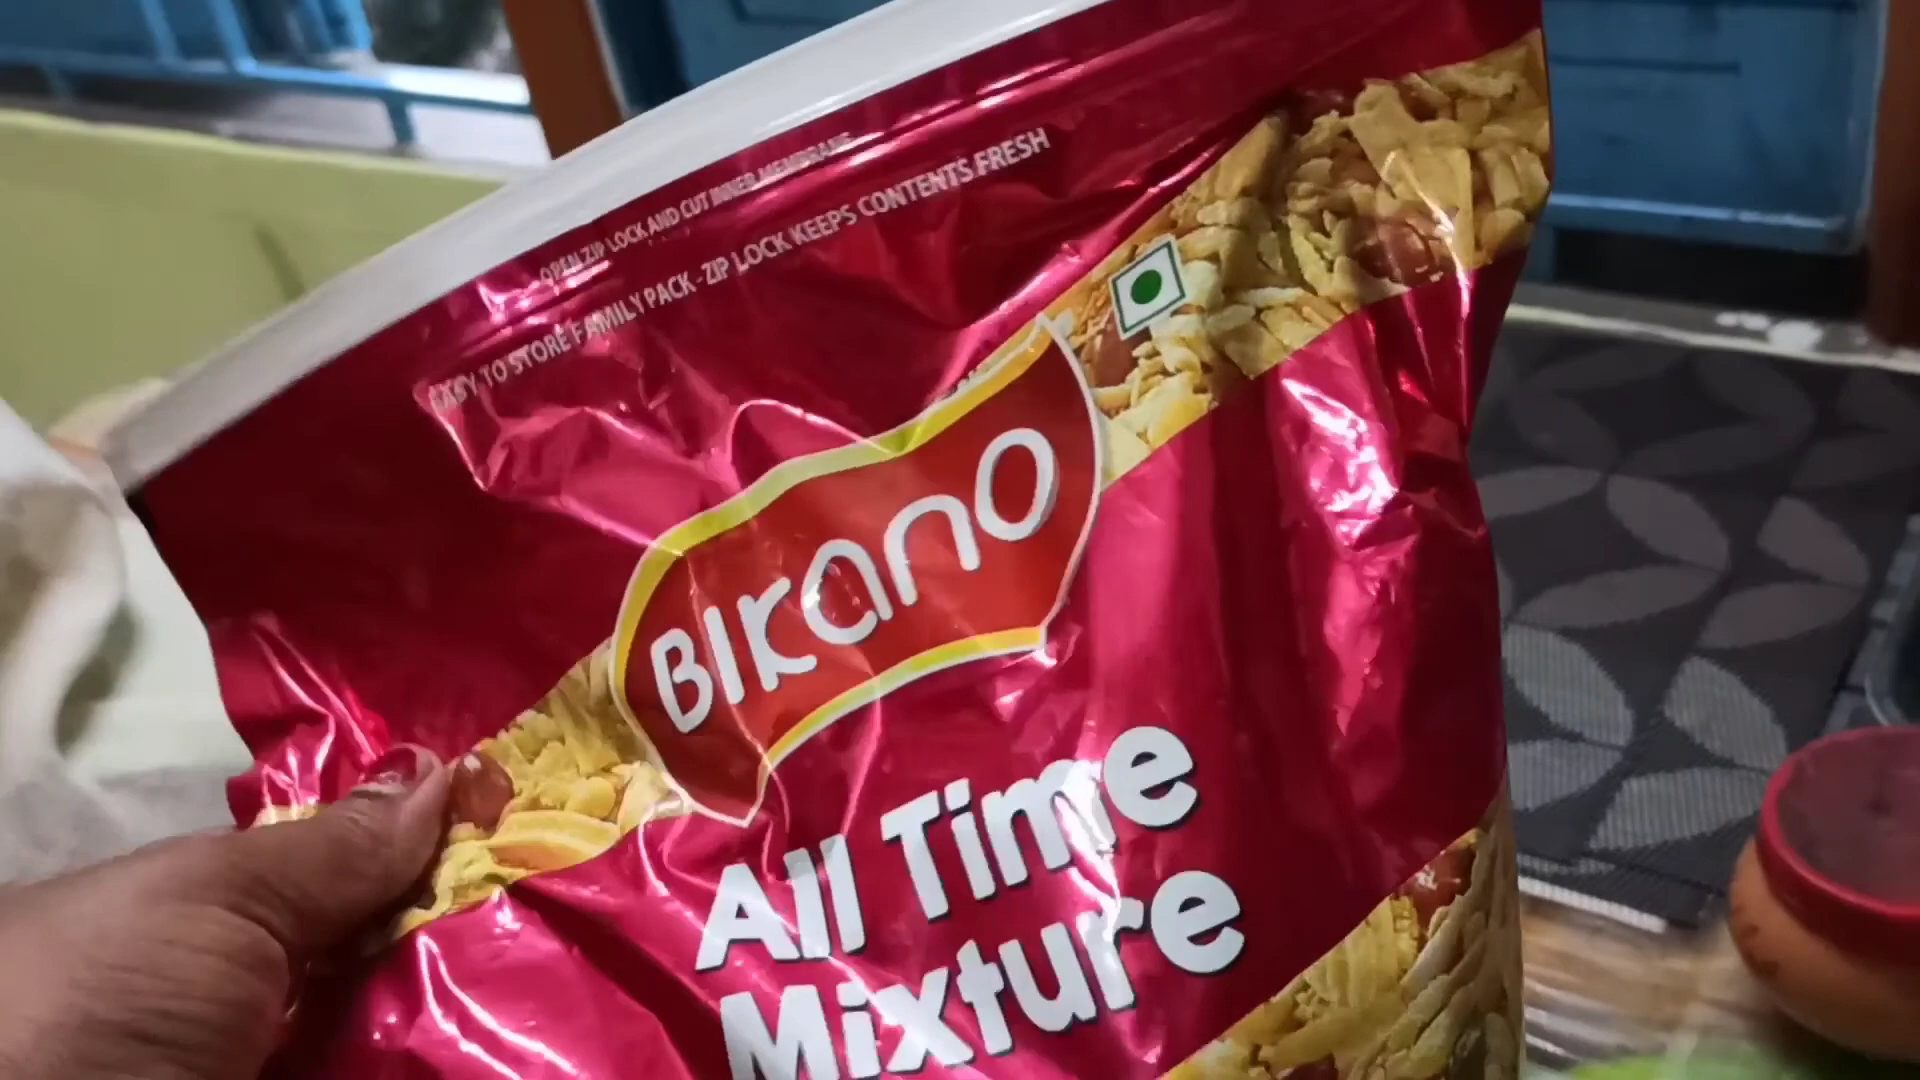 OPEN ZIP LOCK AND CUT INNER MEMBRANE
EASY TO STORE FAMILY PACK - ZIP LOCK KEEPS CONTENTS FRESH
BIKANO
All Time
Mixture